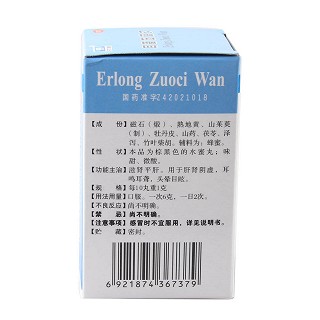 Erlong Zuoci Wan
国药准字Z42021018
【成 份】磁石（煅）、熟地黄、山茱萸
（制）、牡丹皮、山药、茯苓、泽
泻、竹叶柴胡。辅料为：蜂蜜。
【性 状】本品为棕黑色的水蜜丸；味
甜、微酸。
【功能主治】滋肾平肝。用于肝肾阴虚，耳
鸣耳聋，头晕目眩。
【规 格】每10丸重1克
【用法用量】口服。一次6克，一日2次。
【不良反应】尚不明确。
【禁 忌】尚不明确。
【注意事项】感冒时不宜服用，详见说明书。
【贮 藏】密封。
6 921874 367379